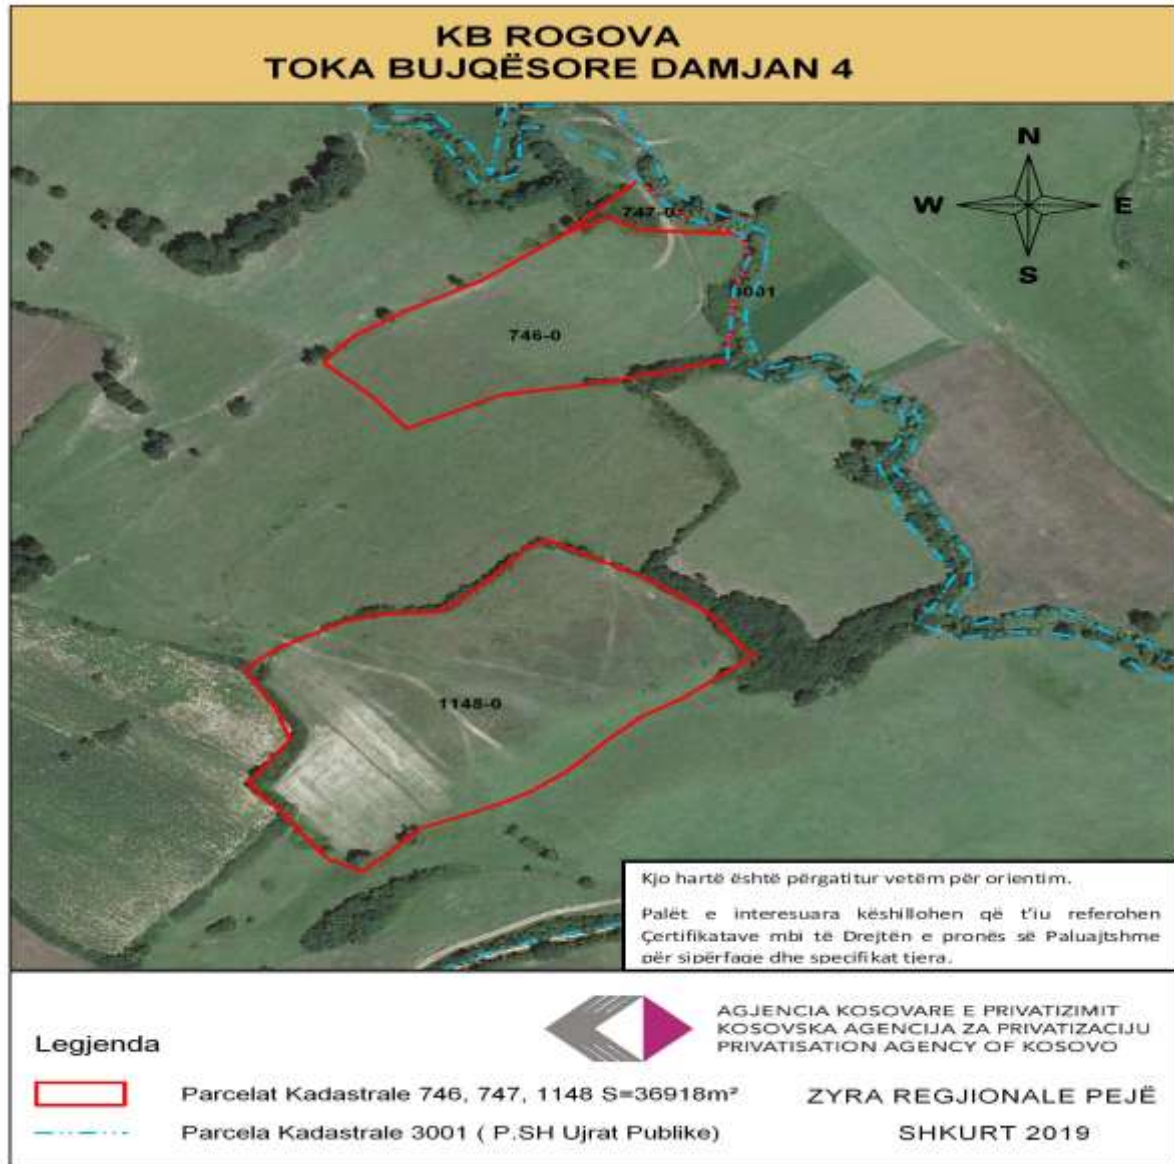 KB ROGOVA
TOKA BUJQËSORE DAMJAN 4
N
W E
S
747-0
3001
746-0
1148-0
Kjo hartë është përgatitur vetëm për orientim.
Palët e interesuara këshillohen që t'iu referohen
Çertifikatave mbi të Drejtën e pronës së Paluajtshme
për sipërfaqe dhe specifikat tjera.
AGJENCIA KOSOVARE E PRIVATIZIMIT
KOSOVSKA AGENCIJA ZA PRIVATIZACIJU
PRIVATISATION AGENCY OF KOSOVO
Legjenda
Parcelat Kadastrale 746, 747, 1148 S=36918m²
ZYRA REGJIONALE PEJË
Parcela Kadastrale 3001 ( P.SH Ujrat Publike)
SHKURT 2019